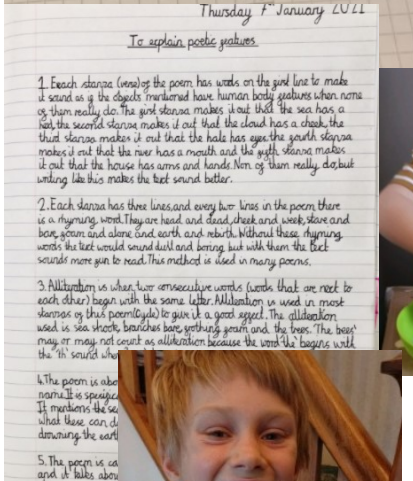 Thursday 7th January 2021
To explain poetic features
1. Eeach stanza (verse) of the poem has words on the first line to make
it sound as if the objects mentioned have human body features when none
of them really do. The first stanza makes it out that the sea has a
head, the second stanza makes it out that the cloud has a cheek, the
third stanza makes it out that the hale has eyes, the fourth stanza
makes it out that the river has a mouth and the fifth stanza makes
it out that the house has arms and hands. Non of them really do, but
writing like this makes the text sound better.
2. Each stanza has three lines, and every two lines in the poem there
is a rhyming word. They are head and dead, cheek and week, stare and
bare, foam and alone and earth and rebirth. Without these rhyming
words the text would sound dull and boring but with them the text
sounds more fun to read. This method is used in many poems.
3. Alliteration is when two consecutive words (words that are next to
each other) begin with the same letter. Alliteration is used in most
stanzas of this poem (Cycle) to give it a good effect. The alliteration
used is sea shoots, branches bare, frothing foam and the trees. 'The trees'
may or may not count as alliteration because the word 'the' begins with
the 'th' sound whe
4. The poem is abo
name. It is specific
It mentions the se
what these can d
drowning the eart
5. The poem is ca
and it talks abou